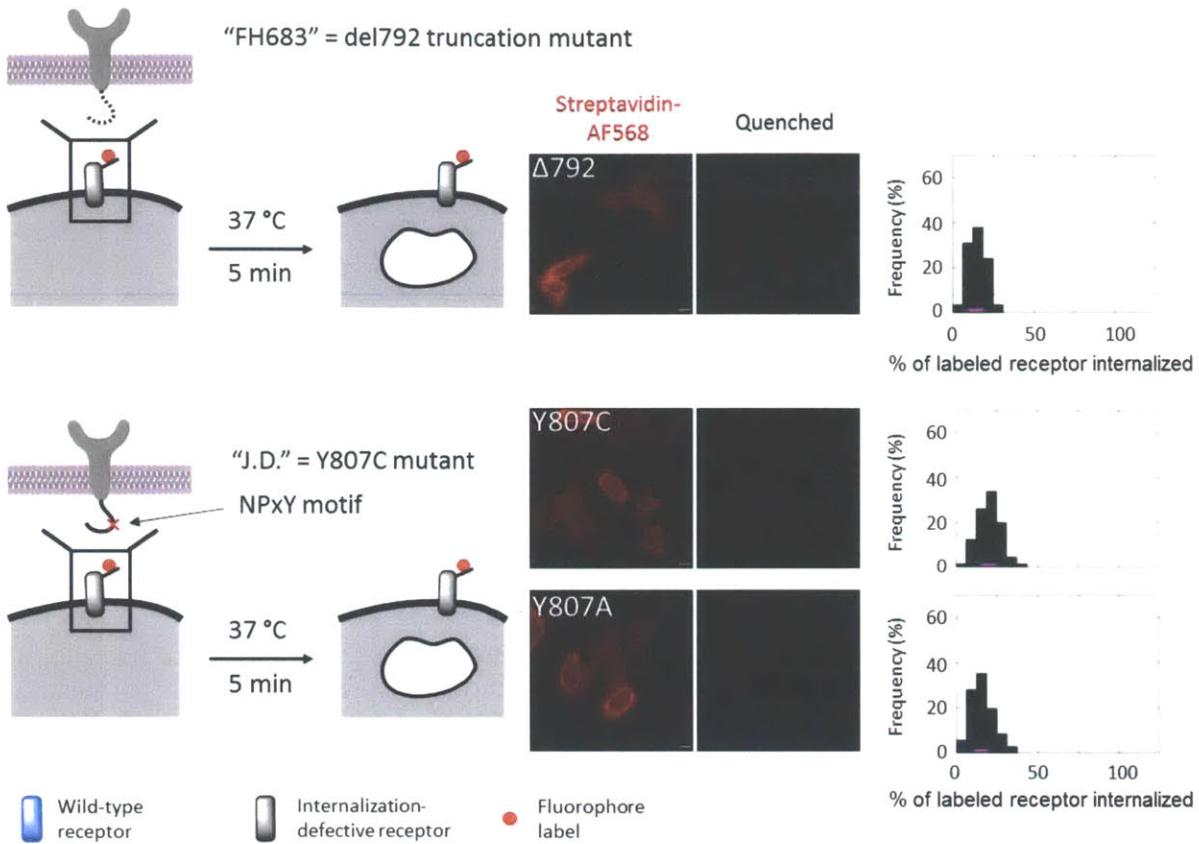 "FH683" = del792 truncation mutant
Streptavidin-
AF568
Quenched
Δ792
37 °C
5 min
Frequency (%)
60
40
20
0
0 50 100
% of labeled receptor internalized
"J.D." = Y807C mutant
NPxY motif
Y807C
Frequency (%)
60
40
20
0
37 °C
5 min
Y807A
Frequency (%)
60
40
20
0
0 50 100
% of labeled receptor internalized
Wild-type
receptor
Internalization-
defective receptor
Fluorophore
label